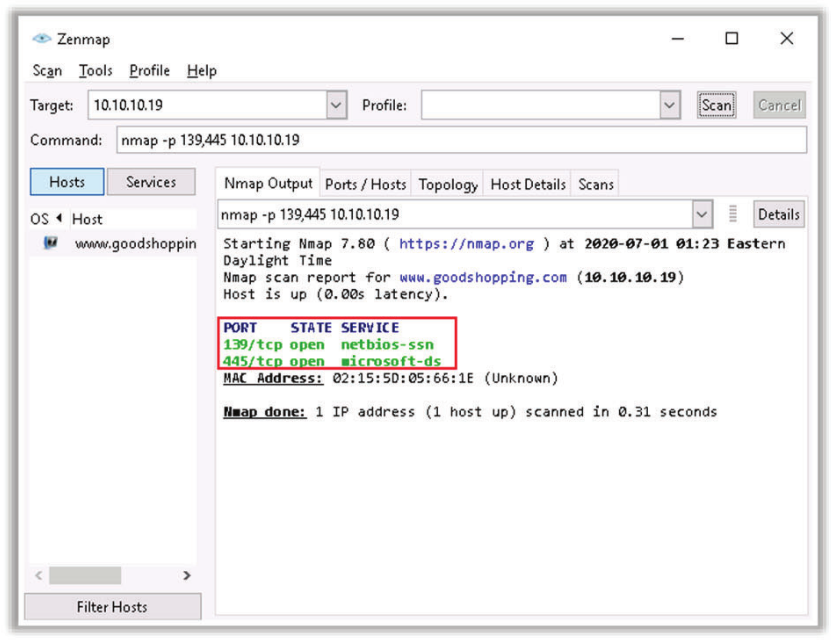 Zenmap
Scan Tools Profile Help
Target: 10.10.10.19 Profile: Scan Cancel
Command: nmap -p 139,445 10.10.10.19
Hosts Services
Nmap Output Ports / Hosts Topology Host Details Scans
OS Host
www.goodshoppin
nmap -p 139,445 10.10.10.19 Details
Starting Nmap 7.80 ( https://nmap.org ) at 2020-07-01 01:23 Eastern
Daylight Time
Nmap scan report for www.goodshopping.com (10.10.10.19)
Host is up (0.00s latency).
PORT STATE SERVICE
139/tcp open netbios-ssn
445/tcp open microsoft-ds
MAC Address: 02:15:5D:05:66:1E (Unknown)
Nmap done: 1 IP address (1 host up) scanned in 0.31 seconds
Filter Hosts